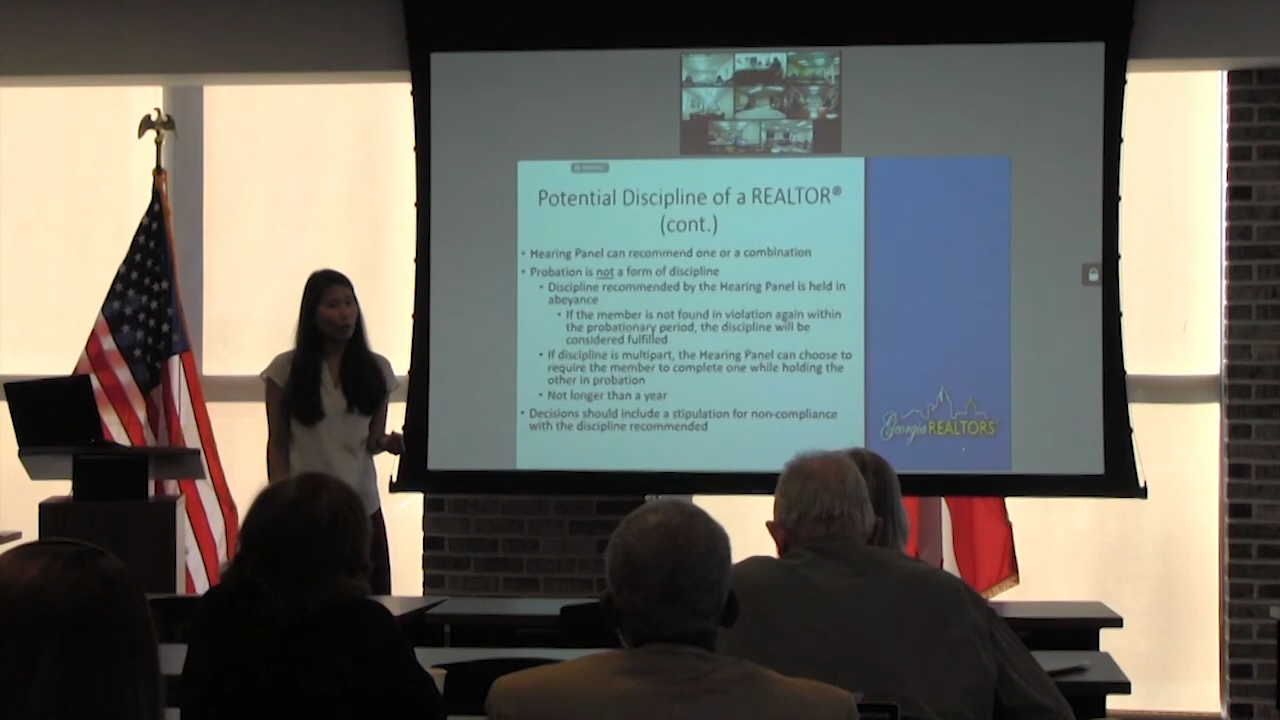 Potential Discipline of a REALTOR®
(cont.)
• Hearing Panel can recommend one or a combination
• Probation is not a form of discipline
• Discipline recommended by the Hearing Panel is held in
abeyance
• If the member is not found in violation again within
the probationary period, the discipline will be
considered fulfilled
• If discipline is multipart, the Hearing Panel can choose to
require the member to complete one while holding the
other in probation
• Not longer than a year
• Decisions should include a stipulation for non-compliance
with the discipline recommended
Georgia REALTORS